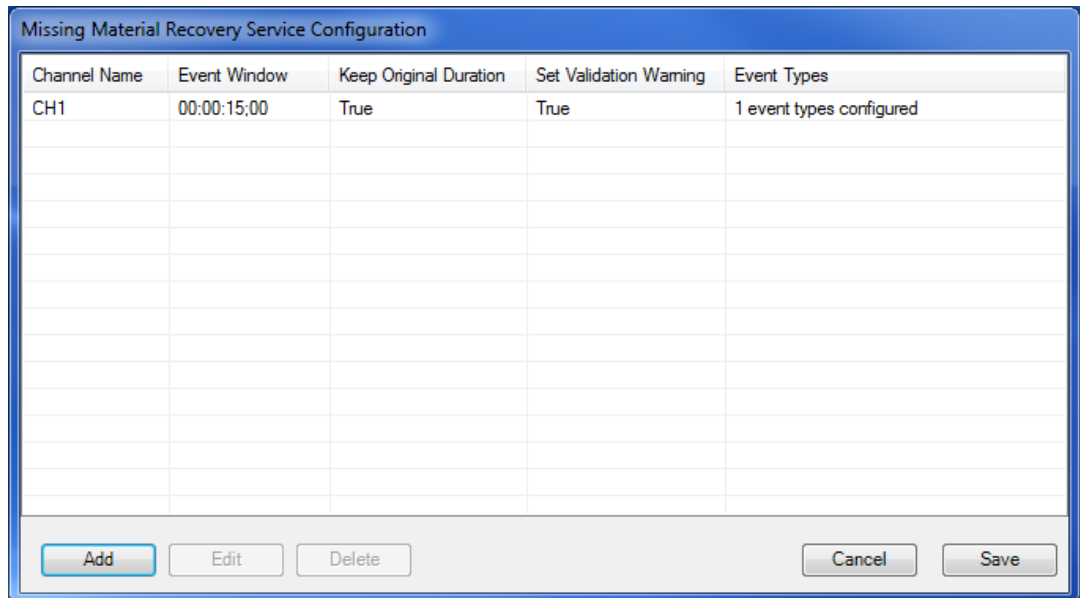 Missing Material Recovery Service Configuration
Channel Name Event Window Keep Original Duration Set Validation Warning Event Types
CH1 00:00:15;00 True True 1 event types configured
Add Edit Delete Cancel Save